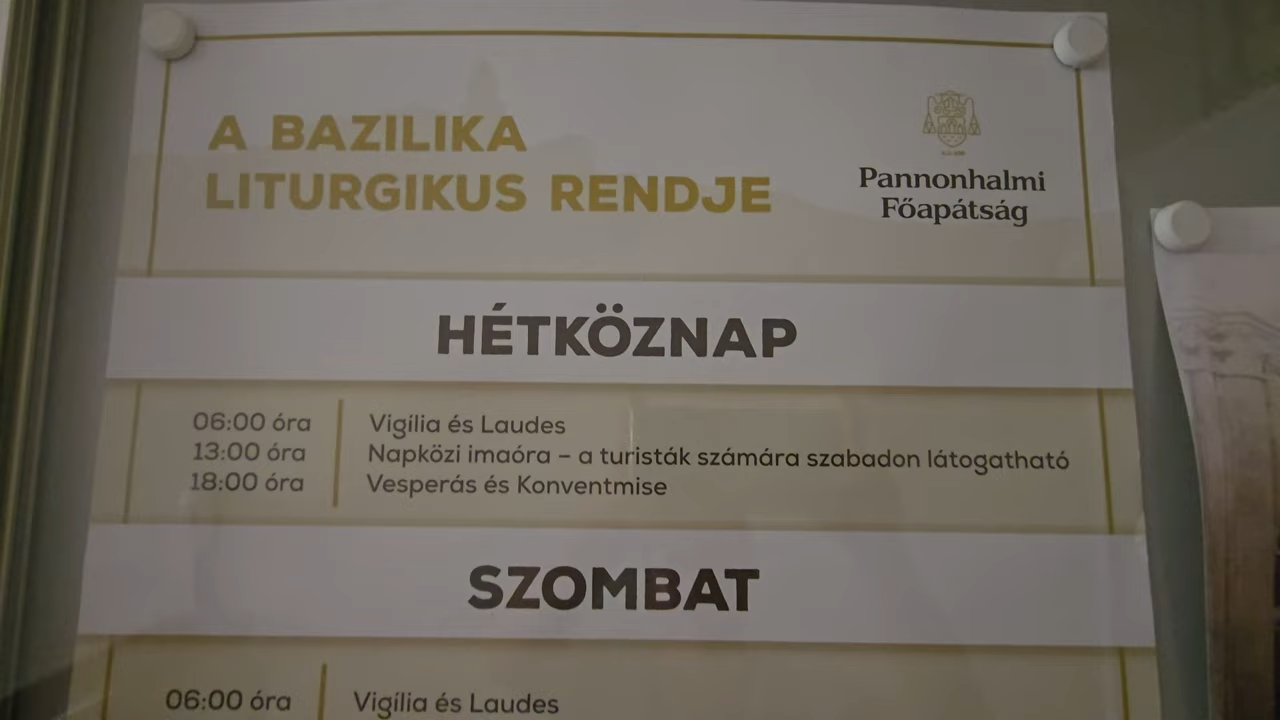 A BAZILIKA
LITURGIKUS RENDJE
Pannonhalmi
Főapátság
HÉTKÖZNAP
06:00 óra Vigília és Laudes
13:00 óra Napközi imaóra – a turisták számára szabadon látogatható
18:00 óra Vesperás és Konventmise
SZOMBAT
06:00 óra Vigília és Laudes